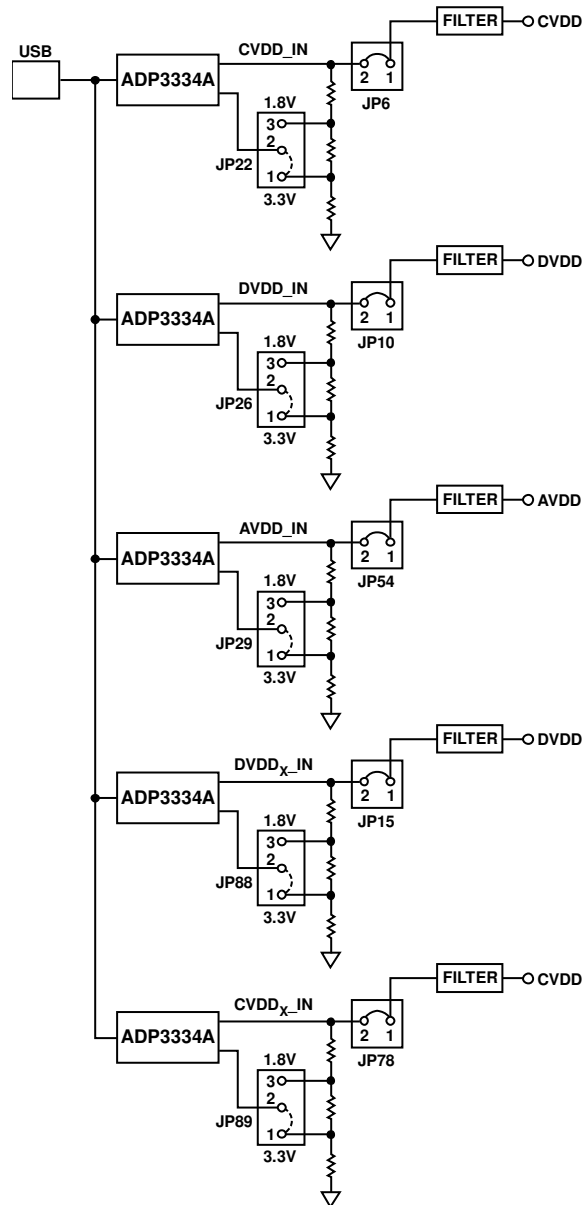 FILTER CVDD
USB CVDD_IN
2 1
ADP3334A JP6
1.8V
3
2
JP22
1
3.3V
FILTER DVDD
DVDD_IN
2 1
ADP3334A JP10
1.8V
3
2
JP26
1
3.3V
FILTER AVDD
AVDD_IN
2 1
ADP3334A JP54
1.8V
3
2
JP29
1
3.3V
FILTER DVDD
DVDDX_IN
2 1
ADP3334A JP15
1.8V
3
2
JP88
1
3.3V
FILTER CVDD
CVDDX_IN
2 1
ADP3334A JP78
1.8V
3
2
JP89
1
3.3V